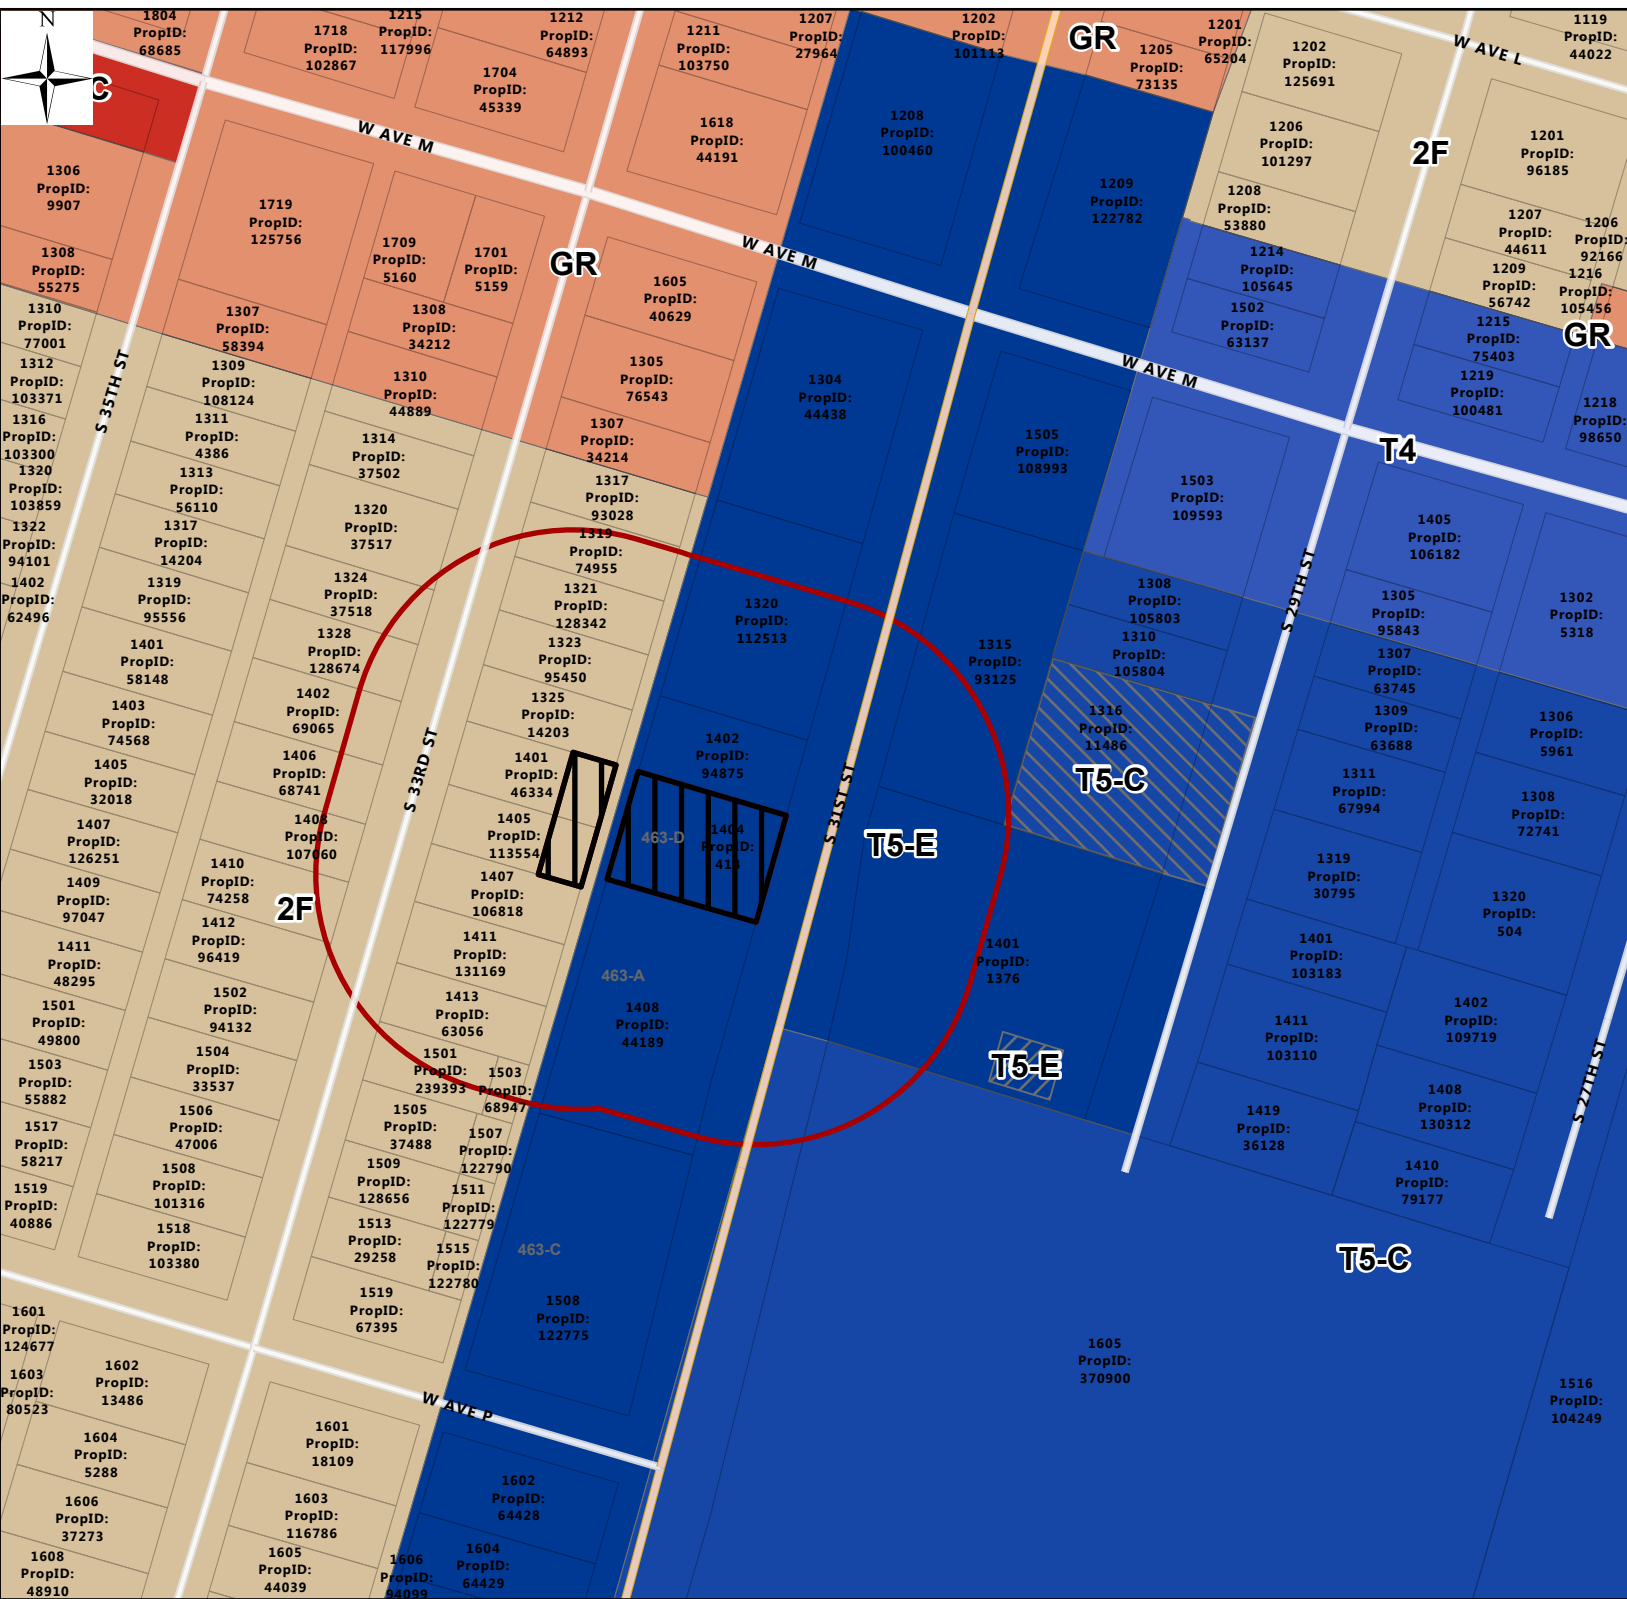 N
C
1804
PropID:
68685
1718
PropID:
102867
1215
PropID:
117996
1212
PropID:
64893
1704
PropID:
45339
1211
PropID:
103750
1207
PropID:
27964
1202
PropID:
101113
GR
1205
PropID:
73135
1201
PropID:
65204
1202
PropID:
125691
W AVE L
1119
PropID:
44022
1618
PropID:
44191
1208
PropID:
100460
1206
PropID:
101297
2F
1201
PropID:
96185
W AVE M
1306
PropID:
9907
1719
PropID:
125756
1209
PropID:
122782
1208
PropID:
53880
1207
PropID:
44611
1206
PropID:
92166
1308
PropID:
55275
1709
PropID:
5160
1701
PropID:
5159
GR
W AVE M
1605
PropID:
40629
1214
PropID:
105645
1209
PropID:
56742
1216
PropID:
105456
1310
PropID:
77001
1307
PropID:
58394
1308
PropID:
34212
1502
PropID:
63137
1215
PropID:
75403
GR
1312
PropID:
103371
S 35TH ST
1309
PropID:
108124
1310
PropID:
44889
1305
PropID:
76543
1304
PropID:
44438
W AVE M
1219
PropID:
100481
1218
PropID:
98650
1316
PropID:
103300
1311
PropID:
4386
1314
PropID:
37502
1307
PropID:
34214
1505
PropID:
108993
T4
1320
PropID:
103859
1313
PropID:
56110
1317
PropID:
93028
1503
PropID:
109593
1322
PropID:
94101
1317
PropID:
14204
1320
PropID:
37517
1319
PropID:
74955
1405
PropID:
106182
1402
PropID:
62496
1319
PropID:
95556
1324
PropID:
37518
1321
PropID:
128342
1320
PropID:
112513
1308
PropID:
105803
S 29TH ST
1305
PropID:
95843
1302
PropID:
5318
1401
PropID:
58148
1328
PropID:
128674
1323
PropID:
95450
1315
PropID:
93125
1310
PropID:
105804
1307
PropID:
63745
1403
PropID:
74568
1402
PropID:
69065
1325
PropID:
14203
1402
PropID:
94875
1316
PropID:
11486
T5-C
1309
PropID:
63688
1306
PropID:
5961
1405
PropID:
32018
1406
PropID:
68741
S 33RD ST
1401
PropID:
46334
S 31ST ST
1311
PropID:
67994
1308
PropID:
72741
1407
PropID:
126251
1408
PropID:
107060
1405
PropID:
113554
463-D
1404
PropID:
T5-E
1409
PropID:
97047
1410
PropID:
74258
2F
1407
PropID:
106818
1319
PropID:
30795
1320
PropID:
504
1411
PropID:
48295
1412
PropID:
96419
1411
PropID:
131169
463-A
1401
PropID:
1376
1401
PropID:
103183
1501
PropID:
49800
1502
PropID:
94132
1413
PropID:
63056
1408
PropID:
44189
1411
PropID:
103110
1402
PropID:
109719
1503
PropID:
55882
1504
PropID:
33537
1501
PropID:
239393
1503
PropID:
68947
T5-E
S 27TH ST
1517
PropID:
58217
1506
PropID:
47006
1505
PropID:
37488
1507
PropID:
122790
1419
PropID:
36128
1408
PropID:
130312
1519
PropID:
40886
1508
PropID:
101316
1509
PropID:
128656
1511
PropID:
122779
1410
PropID:
79177
1518
PropID:
103380
1513
PropID:
29258
1515
PropID:
122780
463-C
T5-C
1601
PropID:
124677
1519
PropID:
67395
1508
PropID:
122775
1603
PropID:
80523
1602
PropID:
13486
W AVE P
1605
PropID:
370900
1516
PropID:
104249
1604
PropID:
5288
1601
PropID:
18109
1606
PropID:
37273
1603
PropID:
116786
1602
PropID:
64428
1608
PropID:
48910
1605
PropID:
44039
1606
PropID:
94099
1604
PropID:
64429